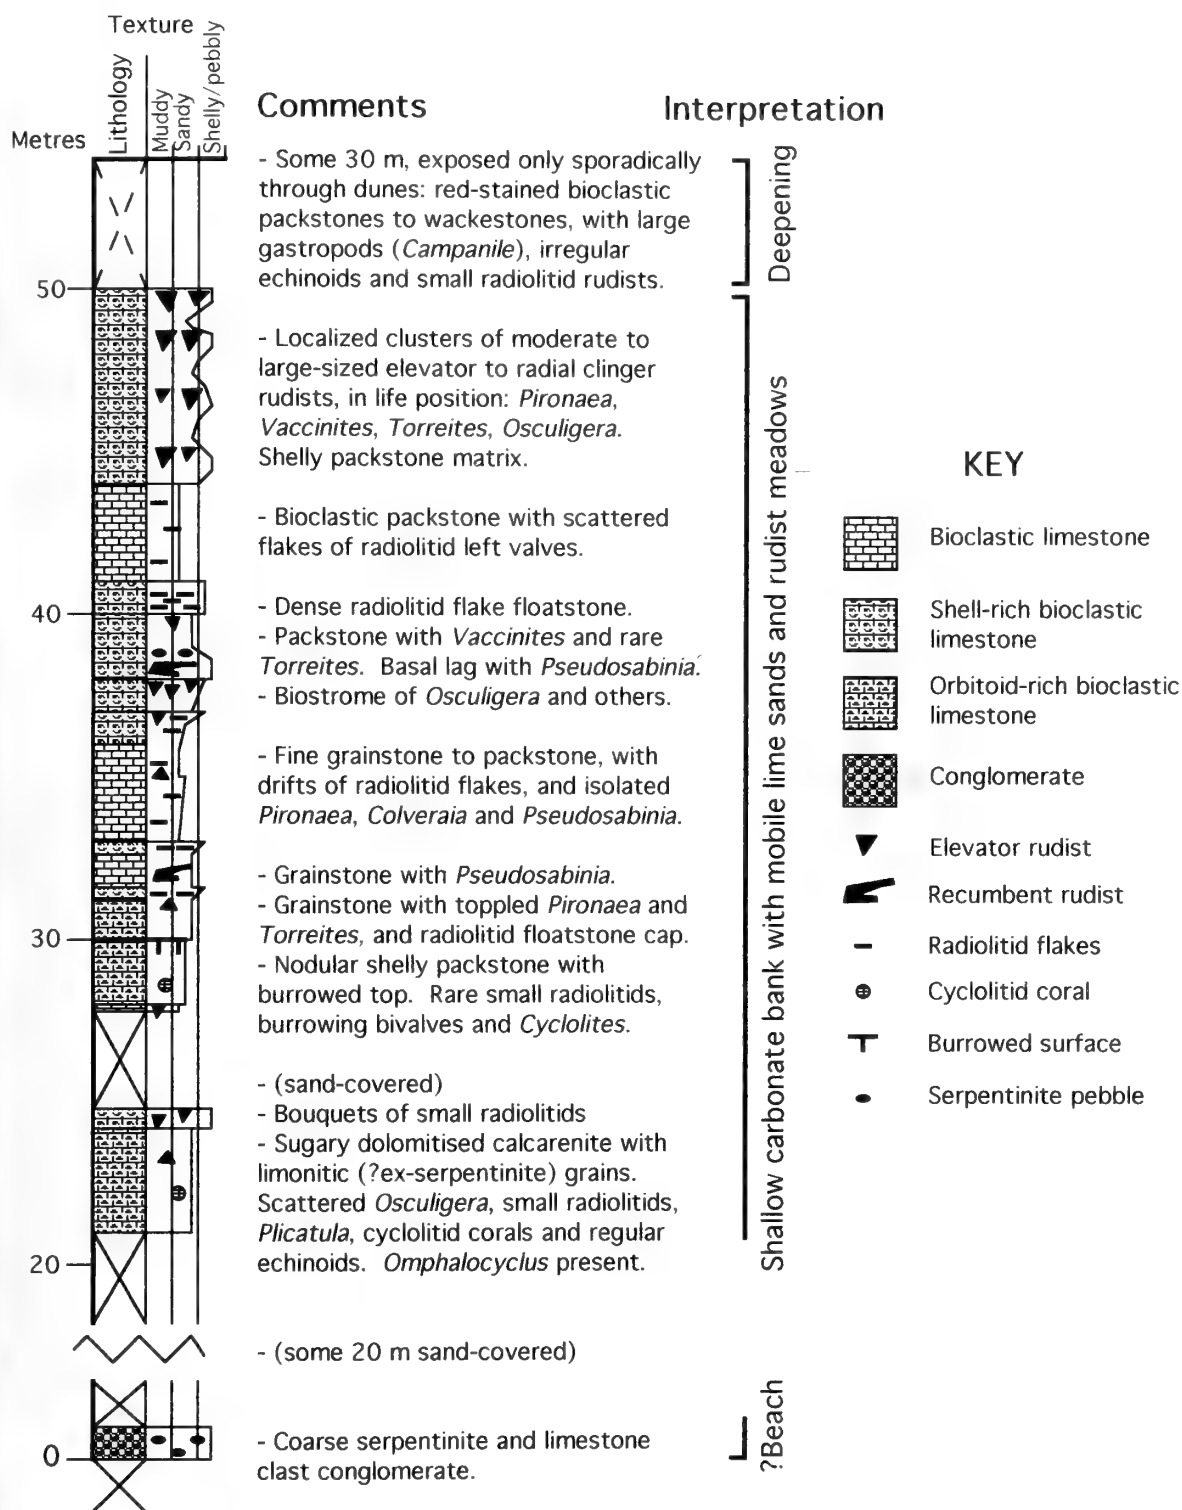 Texture
Metres
Lithology
Muddy
Sandy
Shelly/pebbly
Comments
Interpretation
- Some 30 m, exposed only sporadically
through dunes: red-stained bioclastic
packstones to wackestones, with large
gastropods (Campanile), irregular
echinoids and small radiolitid rudists.
Deepening
50
- Localized clusters of moderate to
large-sized elevator to radial clinger
rudists, in life position: Pironaea,
Vaccinites, Torreites, Osculigera.
Shelly packstone matrix.
- Bioclastic packstone with scattered
flakes of radiolitid left valves.
40
- Dense radiolitid flake floatstone.
- Packstone with Vaccinites and rare
Torreites. Basal lag with Pseudosabinia.
- Biostrome of Osculigera and others.
- Fine grainstone to packstone, with
drifts of radiolitid flakes, and isolated
Pironaea, Colveraia and Pseudosabinia.
- Grainstone with Pseudosabinia.
- Grainstone with toppled Pironaea and
Torreites, and radiolitid floatstone cap.
30
- Nodular shelly packstone with
burrowed top. Rare small radiolitids,
burrowing bivalves and Cyclolites.
- (sand-covered)
- Bouquets of small radiolitids
- Sugary dolomitised calcarenite with
limonitic (?ex-serpentinite) grains.
Scattered Osculigera, small radiolitids,
Plicatula, cyclolitid corals and regular
echinoids. Omphalocyclus present.
20
Shallow carbonate bank with mobile lime sands and rudist meadows
- (some 20 m sand-covered)
- Coarse serpentinite and limestone
clast conglomerate.
0
?Beach
KEY
Bioclastic limestone
Shell-rich bioclastic
limestone
Orbitoid-rich bioclastic
limestone
Conglomerate
Elevator rudist
Recumbent rudist
Radiolitid flakes
Cyclolitid coral
Burrowed surface
Serpentinite pebble